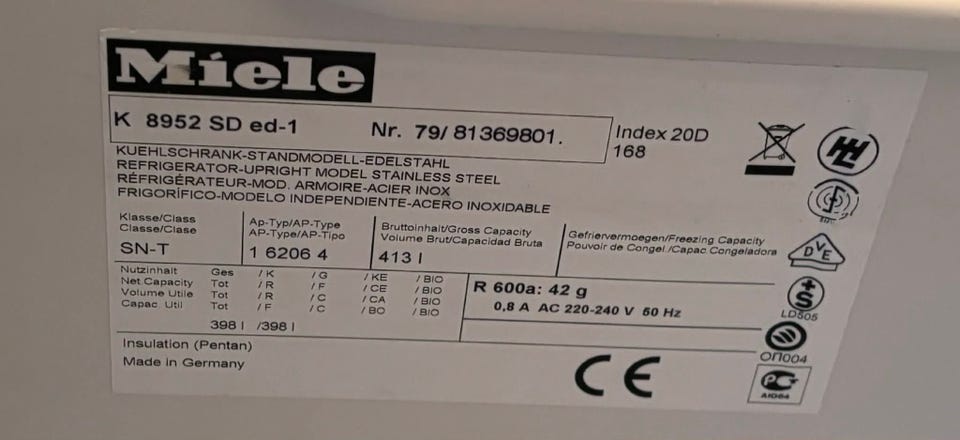 Miele
K 8952 SD ed-1 Nr. 79/ 81369801.
Index 20D
168
KUEHLSCHRANK-STANDMODELL-EDELSTAHL
REFRIGERATOR-UPRIGHT MODEL STAINLESS STEEL
RÉFRIGÉRATEUR-MOD. ARMOIRE-ACIER INOX
FRIGORÍFICO-MODELO INDEPENDIENTE-ACERO INOXIDABLE
Klasse/Class
Classe/Clase
SN-T
Ap-Typ/AP-Type
AP-Type/AP-Tipo
1 6206 4
Bruttoinhalt/Gross Capacity
Volume Brut/Capacidad Bruta
413 l
Gefriervermoegen/Freezing Capacity
Pouvoir de Congel./Capac.Congeladora
Nutzinhalt Ges / K / G / KE / BIO
Net Capacity Tot / R / F / CE / BIO
Volume Utile Tot / R / C / CA / BIO
Capac. Util Tot / F / C / BO / BIO
398 l /398 l
R 600a: 42 g
0,8 A AC 220-240 V 50 Hz
Insulation (Pentan)
Made in Germany
CE
DVE
S
LD505
ОП004
РС